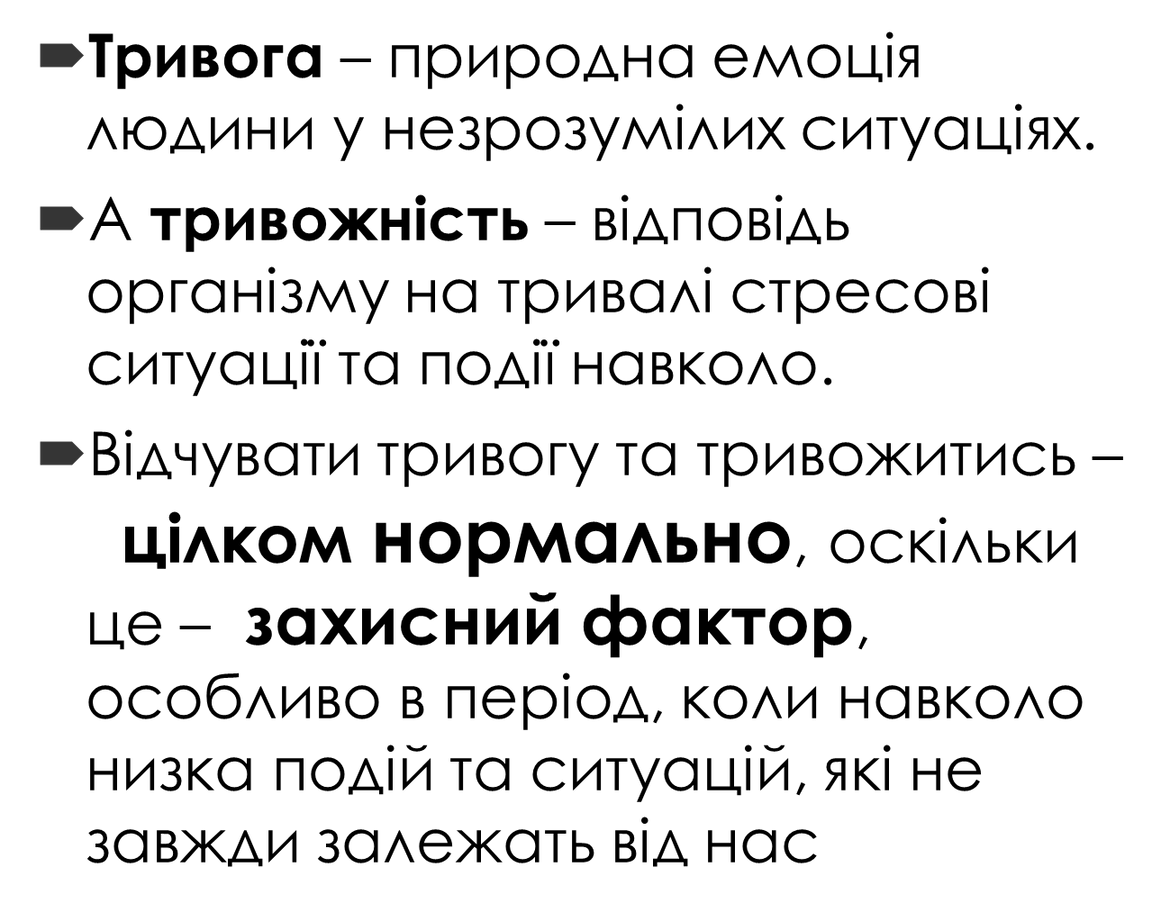 Тривога – природна емоція
людини у незрозумілих ситуаціях.
А тривожність – відповідь
організму на тривалі стресові
ситуації та події навколо.
Відчувати тривогу та тривожитись –
цілком нормально, оскільки
це – захисний фактор,
особливо в період, коли навколо
низка подій та ситуацій, які не
завжди залежать від нас